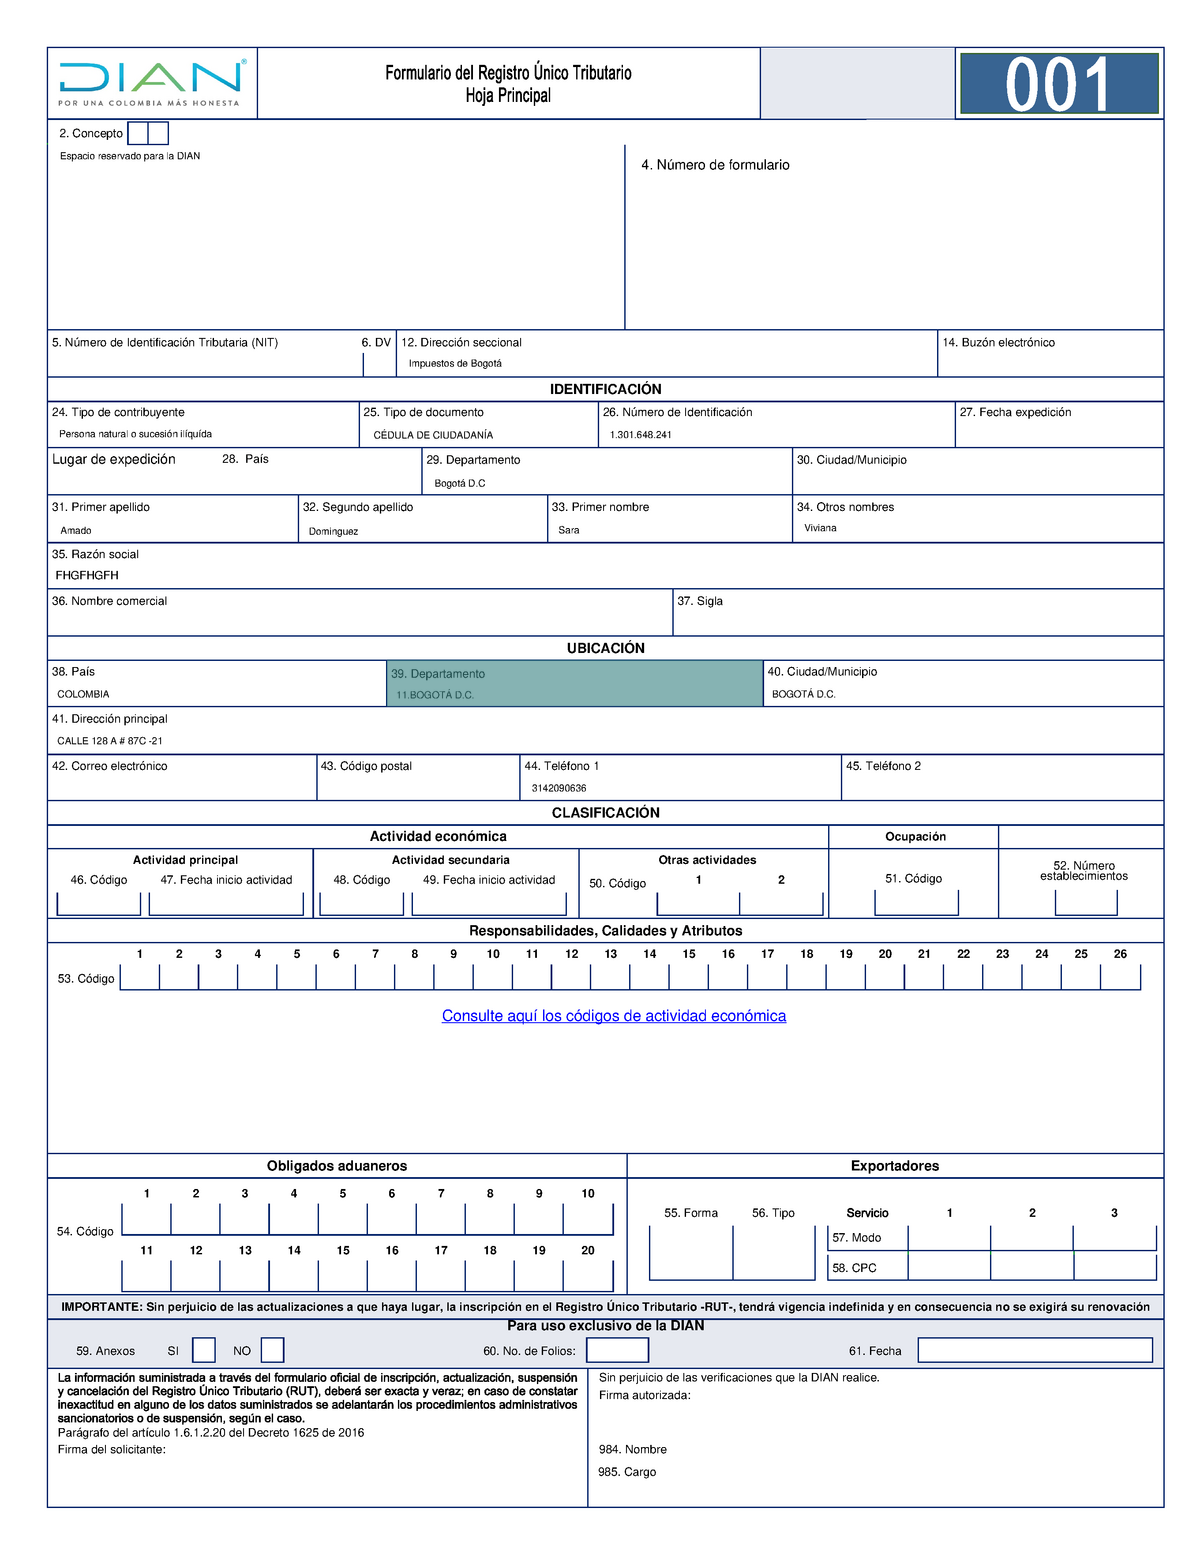 DIAN®
POR UNA COLOMBIA MÁS HONESTA
Formulario del Registro Único Tributario
Hoja Principal
001
2. Concepto
Espacio reservado para la DIAN
4. Número de formulario
5. Número de Identificación Tributaria (NIT) 6. DV 12. Dirección seccional 14. Buzón electrónico
Impuestos de Bogotá
IDENTIFICACIÓN
24. Tipo de contribuyente 25. Tipo de documento 26. Número de Identificación 27. Fecha expedición
Persona natural o sucesión ilíquída CÉDULA DE CIUDADANÍA 1.301.648.241
Lugar de expedición 28. País 29. Departamento 30. Ciudad/Municipio
Bogotá D.C
31. Primer apellido 32. Segundo apellido 33. Primer nombre 34. Otros nombres
Amado Dominguez Sara Viviana
35. Razón social
FHGFHGFH
36. Nombre comercial 37. Sigla
UBICACIÓN
38. País 39. Departamento 40. Ciudad/Municipio
COLOMBIA 11.BOGOTÁ D.C. BOGOTÁ D.C.
41. Dirección principal
CALLE 128 A # 87C -21
42. Correo electrónico 43. Código postal 44. Teléfono 1 45. Teléfono 2
3142090636
CLASIFICACIÓN
Actividad económica Ocupación
Actividad principal Actividad secundaria Otras actividades 52. Número establecimientos
46. Código 47. Fecha inicio actividad 48. Código 49. Fecha inicio actividad 50. Código 1 2 51. Código
Responsabilidades, Calidades y Atributos
1 2 3 4 5 6 7 8 9 10 11 12 13 14 15 16 17 18 19 20 21 22 23 24 25 26
53. Código
Consulte aquí los códigos de actividad económica
Obligados aduaneros Exportadores
1 2 3 4 5 6 7 8 9 10
54. Código
11 12 13 14 15 16 17 18 19 20
55. Forma 56. Tipo Servicio 1 2 3
57. Modo
58. CPC
IMPORTANTE: Sin perjuicio de las actualizaciones a que haya lugar, la inscripción en el Registro Único Tributario -RUT-, tendrá vigencia indefinida y en consecuencia no se exigirá su renovación
Para uso exclusivo de la DIAN
59. Anexos SI NO 60. No. de Folios: 61. Fecha
La información suministrada a través del formulario oficial de inscripción, actualización, suspensión
y cancelación del Registro Único Tributario (RUT), deberá ser exacta y veraz; en caso de constatar
inexactitud en alguno de los datos suministrados se adelantarán los procedimientos administrativos
sancionatorios o de suspensión, según el caso.
Parágrafo del artículo 1.6.1.2.20 del Decreto 1625 de 2016
Firma del solicitante:
Sin perjuicio de las verificaciones que la DIAN realice.
Firma autorizada:
984. Nombre
985. Cargo